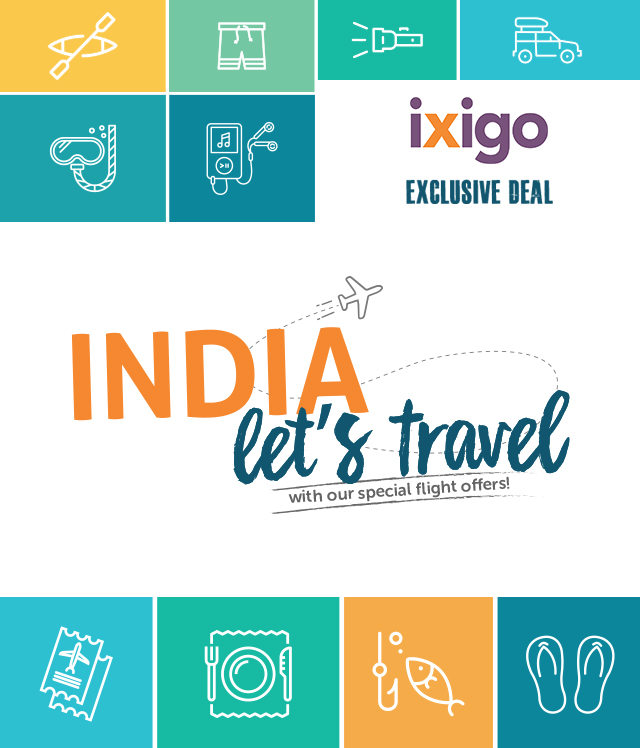 ixigo
EXCLUSIVE DEAL
INDIA
let's travel
with our special flight offers!